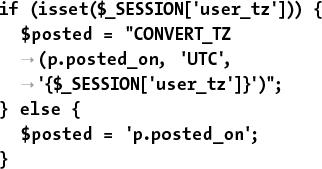 if (isset($_SESSION['user_tz'])) {
$posted = "CONVERT_TZ
→(p.posted_on, 'UTC',
→'{$_SESSION['user_tz']}')";
} else {
$posted = 'p.posted_on';
}